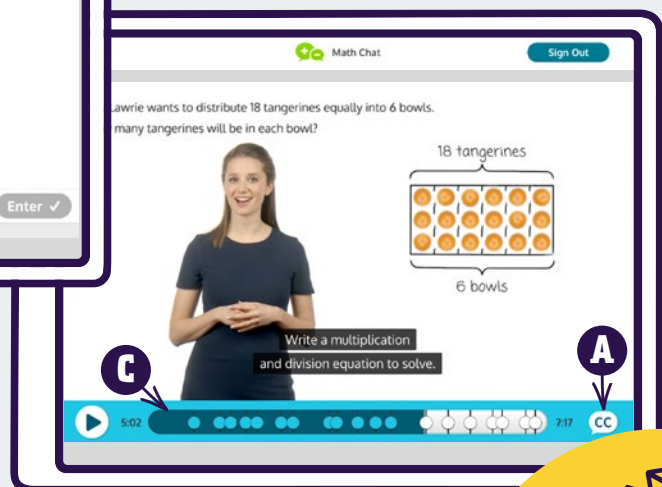 Math Chat
Sign Out
Lawrie wants to distribute 18 tangerines equally into 6 bowls.
many tangerines will be in each bowl?
18 tangerines
6 bowls
Enter ✓
Write a multiplication
and division equation to solve.
C
A
5:02
7:17
CC